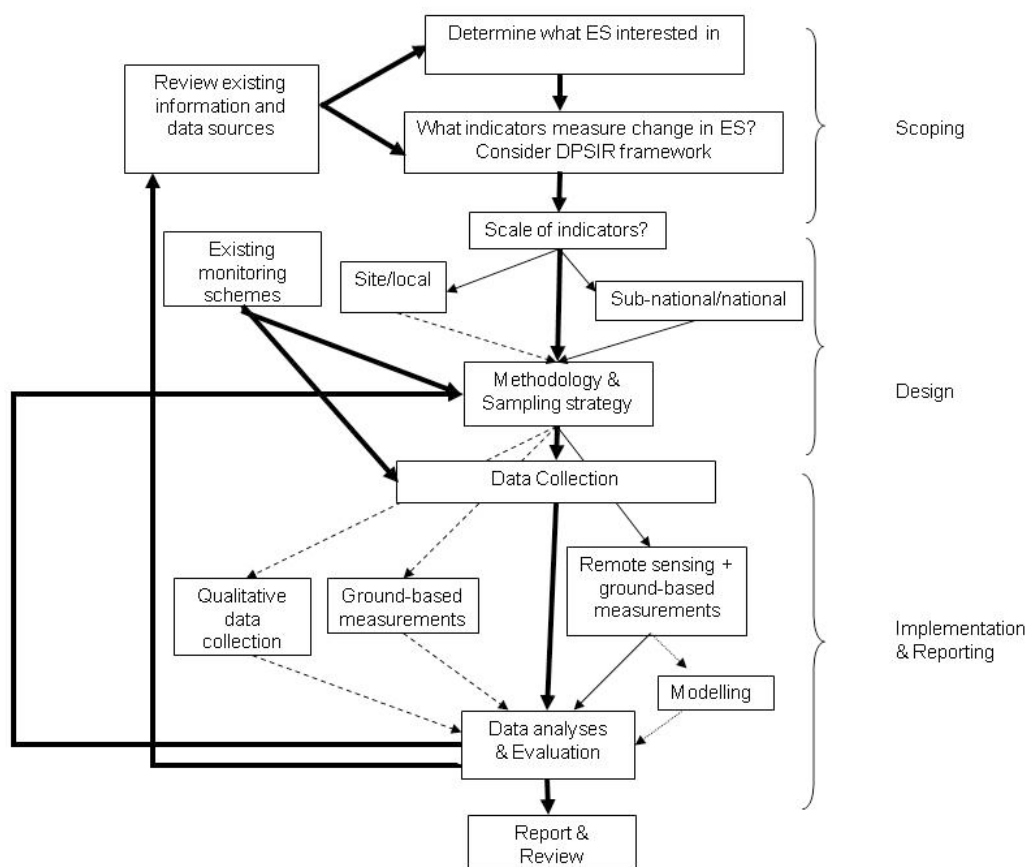 Determine what ES interested in
Review existing
information and
data sources
What indicators measure change in ES?
Consider DPSIR framework
Scoping
Scale of indicators?
Existing
monitoring
schemes
Site/local
Sub-national/national
Methodology &
Sampling strategy
Design
Data Collection
Qualitative
data
collection
Ground-based
measurements
Remote sensing +
ground-based
measurements
Implementation
& Reporting
Modelling
Data analyses
& Evaluation
Report &
Review